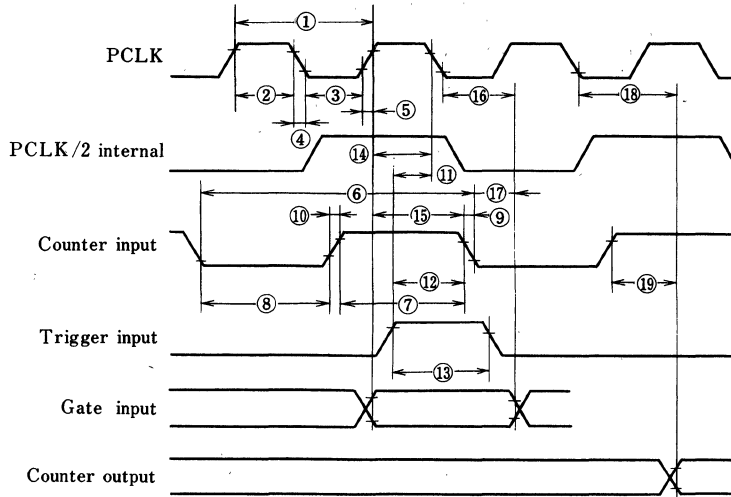 ①
PCLK
② ③ ⑯ ⑱
⑤
④
PCLK/2 internal
⑭
⑪
⑥ ⑰
⑩ ⑮ ⑨
Counter input
⑫ ⑲
⑧ ⑦
Trigger input
⑬
Gate input
Counter output